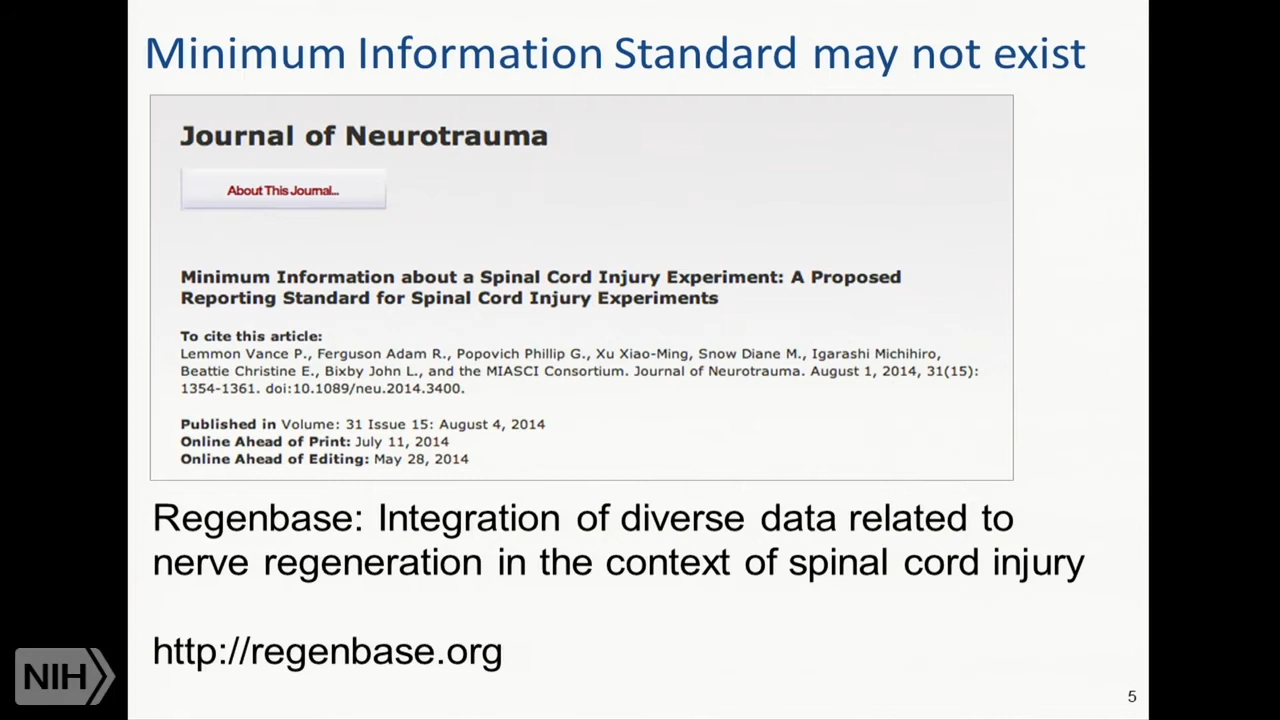 Minimum Information Standard may not exist
Journal of Neurotrauma
About This Journal...
Minimum Information about a Spinal Cord Injury Experiment: A Proposed
Reporting Standard for Spinal Cord Injury Experiments
To cite this article:
Lemmon Vance P., Ferguson Adam R., Popovich Phillip G., Xu Xiao-Ming, Snow Diane M., Igarashi Michihiro,
Beattie Christine E., Bixby John L., and the MIASCI Consortium. Journal of Neurotrauma. August 1, 2014, 31(15):
1354-1361. doi:10.1089/neu.2014.3400.
Published in Volume: 31 Issue 15: August 4, 2014
Online Ahead of Print: July 11, 2014
Online Ahead of Editing: May 28, 2014
Regenbase: Integration of diverse data related to
nerve regeneration in the context of spinal cord injury
http://regenbase.org
NIH
5